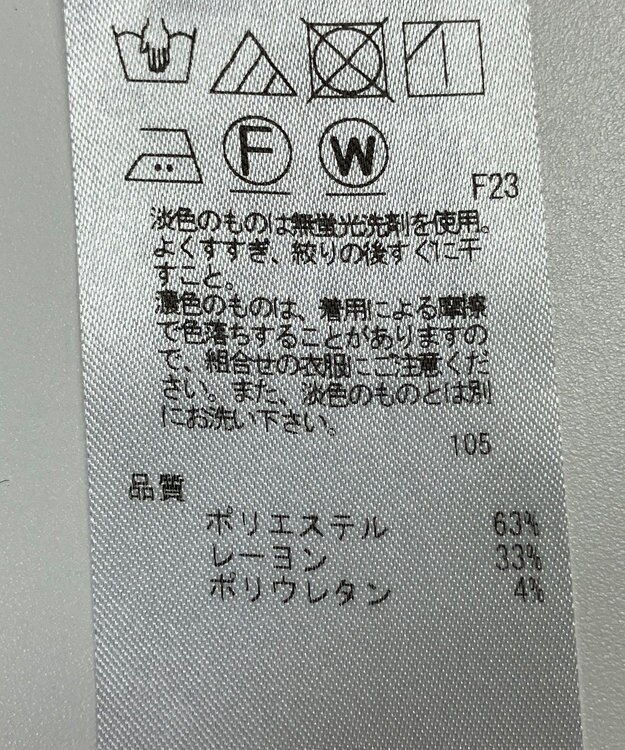 F W
F23
淡色のものは無蛍光洗剤を使用。
よくすすぎ、絞りの後すぐに干
すこと。
濃色のものは、着用による摩擦
で色落ちすることがありますの
で、組合せの衣服にご注意くだ
さい。また、淡色のものとは別
にお洗い下さい。
105
品質
ポリエステル 63%
レーヨン 33%
ポリウレタン 4%